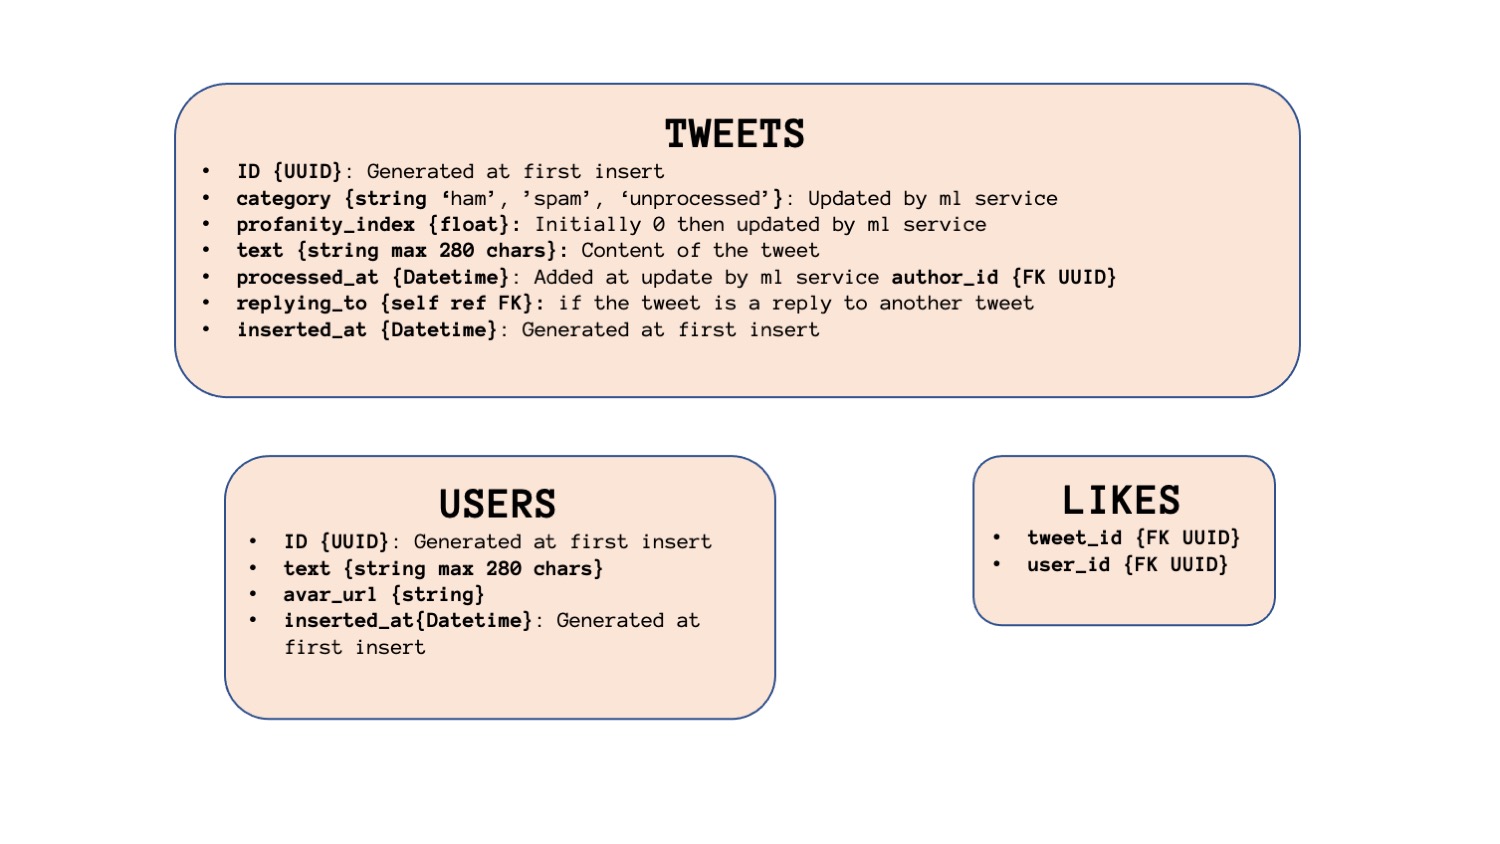 TWEETS
• ID {UUID}: Generated at first insert
• category {string ‘ham’, ’spam’, ‘unprocessed’}: Updated by ml service
• profanity_index {float}: Initially 0 then updated by ml service
• text {string max 280 chars}: Content of the tweet
• processed_at {Datetime}: Added at update by ml service author_id {FK UUID}
• replying_to {self ref FK}: if the tweet is a reply to another tweet
• inserted_at {Datetime}: Generated at first insert
USERS
• ID {UUID}: Generated at first insert
• text {string max 280 chars}
• avar_url {string}
• inserted_at{Datetime}: Generated at
first insert
LIKES
• tweet_id {FK UUID}
• user_id {FK UUID}